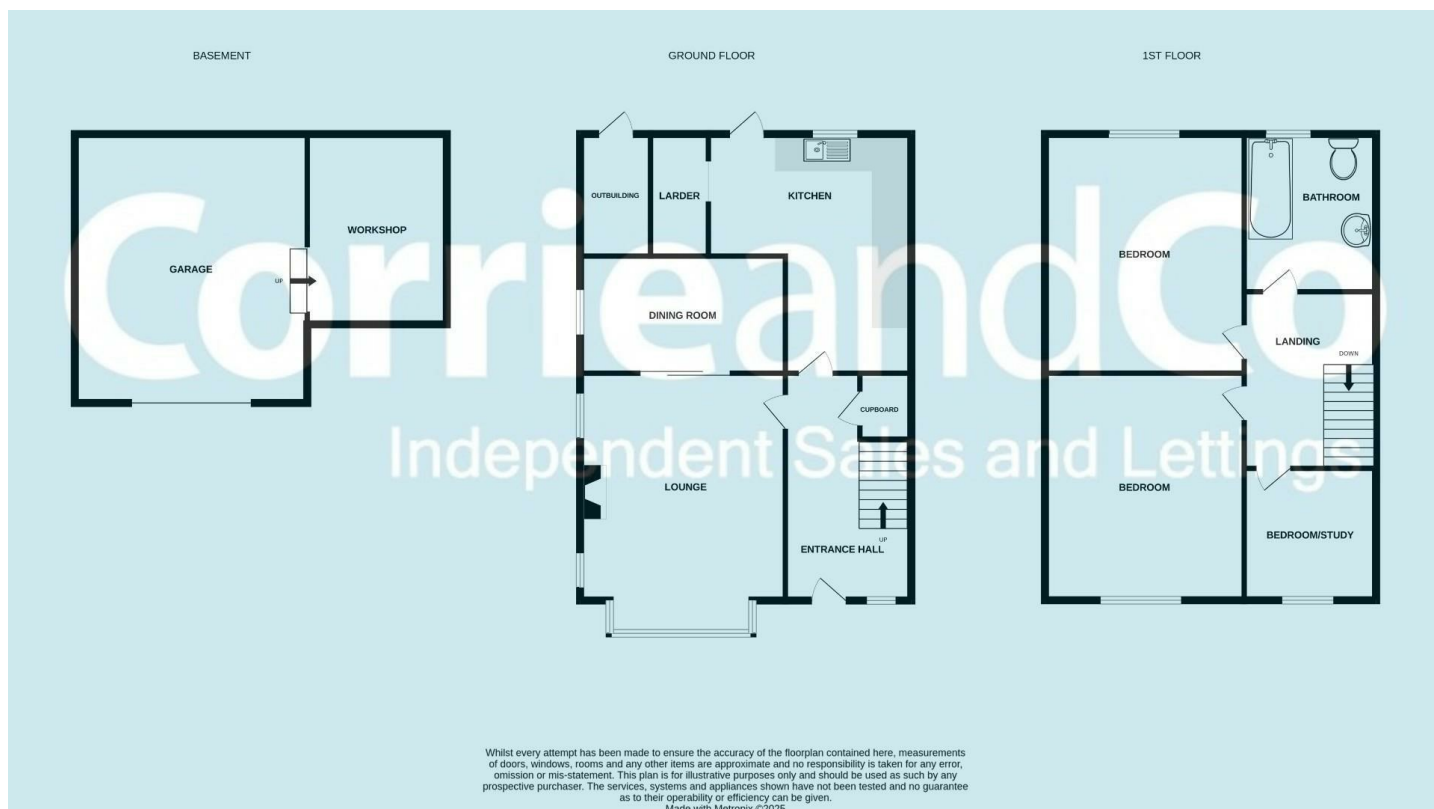 BASEMENT
GROUND FLOOR
1ST FLOOR
OUTBUILDING
LARDER
KITCHEN
BATHROOM
WORKSHOP
GARAGE
UP
BEDROOM
DINING ROOM
LANDING
DOWN
CorrieandCo
CUPBOARD
Independent Sales and Lettings
LOUNGE
BEDROOM
UP
ENTRANCE HALL
BEDROOM/STUDY
Whilst every attempt has been made to ensure the accuracy of the floorplan contained here, measurements
of doors, windows, rooms and any other items are approximate and no responsibility is taken for any error,
omission or mis-statement. This plan is for illustrative purposes only and should be used as such by any
prospective purchaser. The services, systems and appliances shown have not been tested and no guarantee
as to their operability or efficiency can be given.
Made with Metropix ©2025